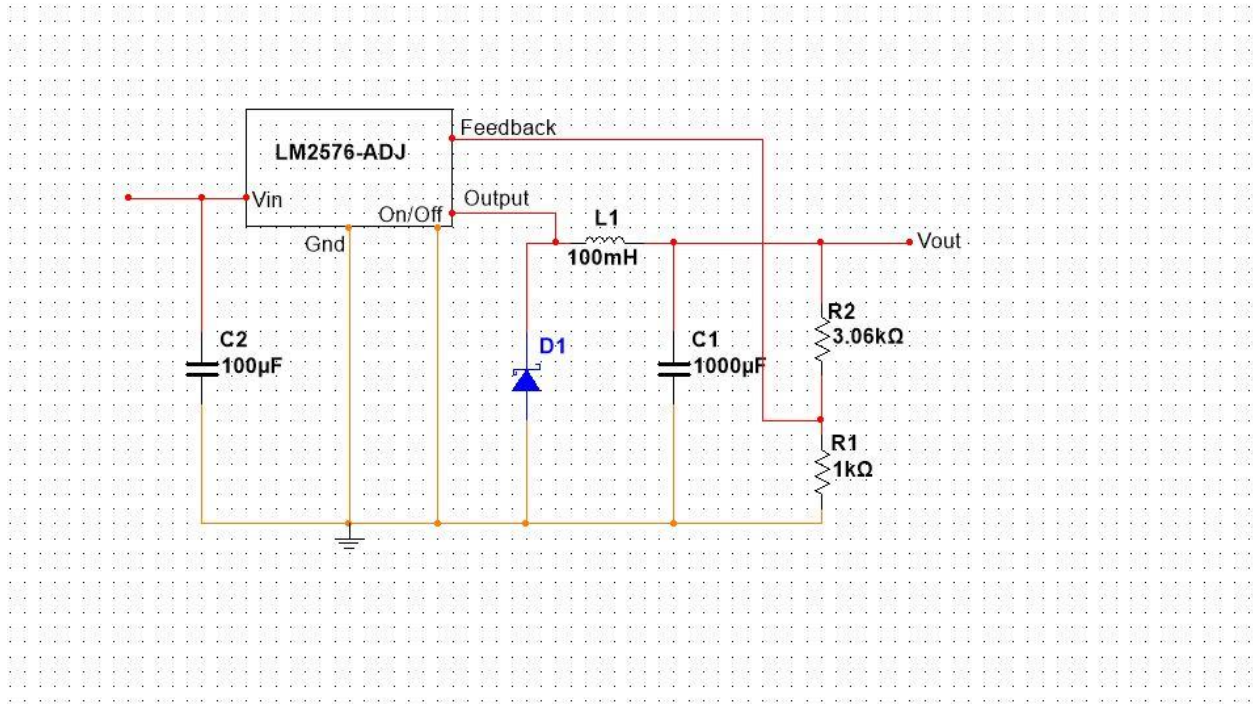 Feedback
LM2576-ADJ
Vin
Output
On/Off
Gnd
L1
100mH
Vout
C2
100µF
D1
C1
1000µF
R2
3.06kΩ
R1
1kΩ